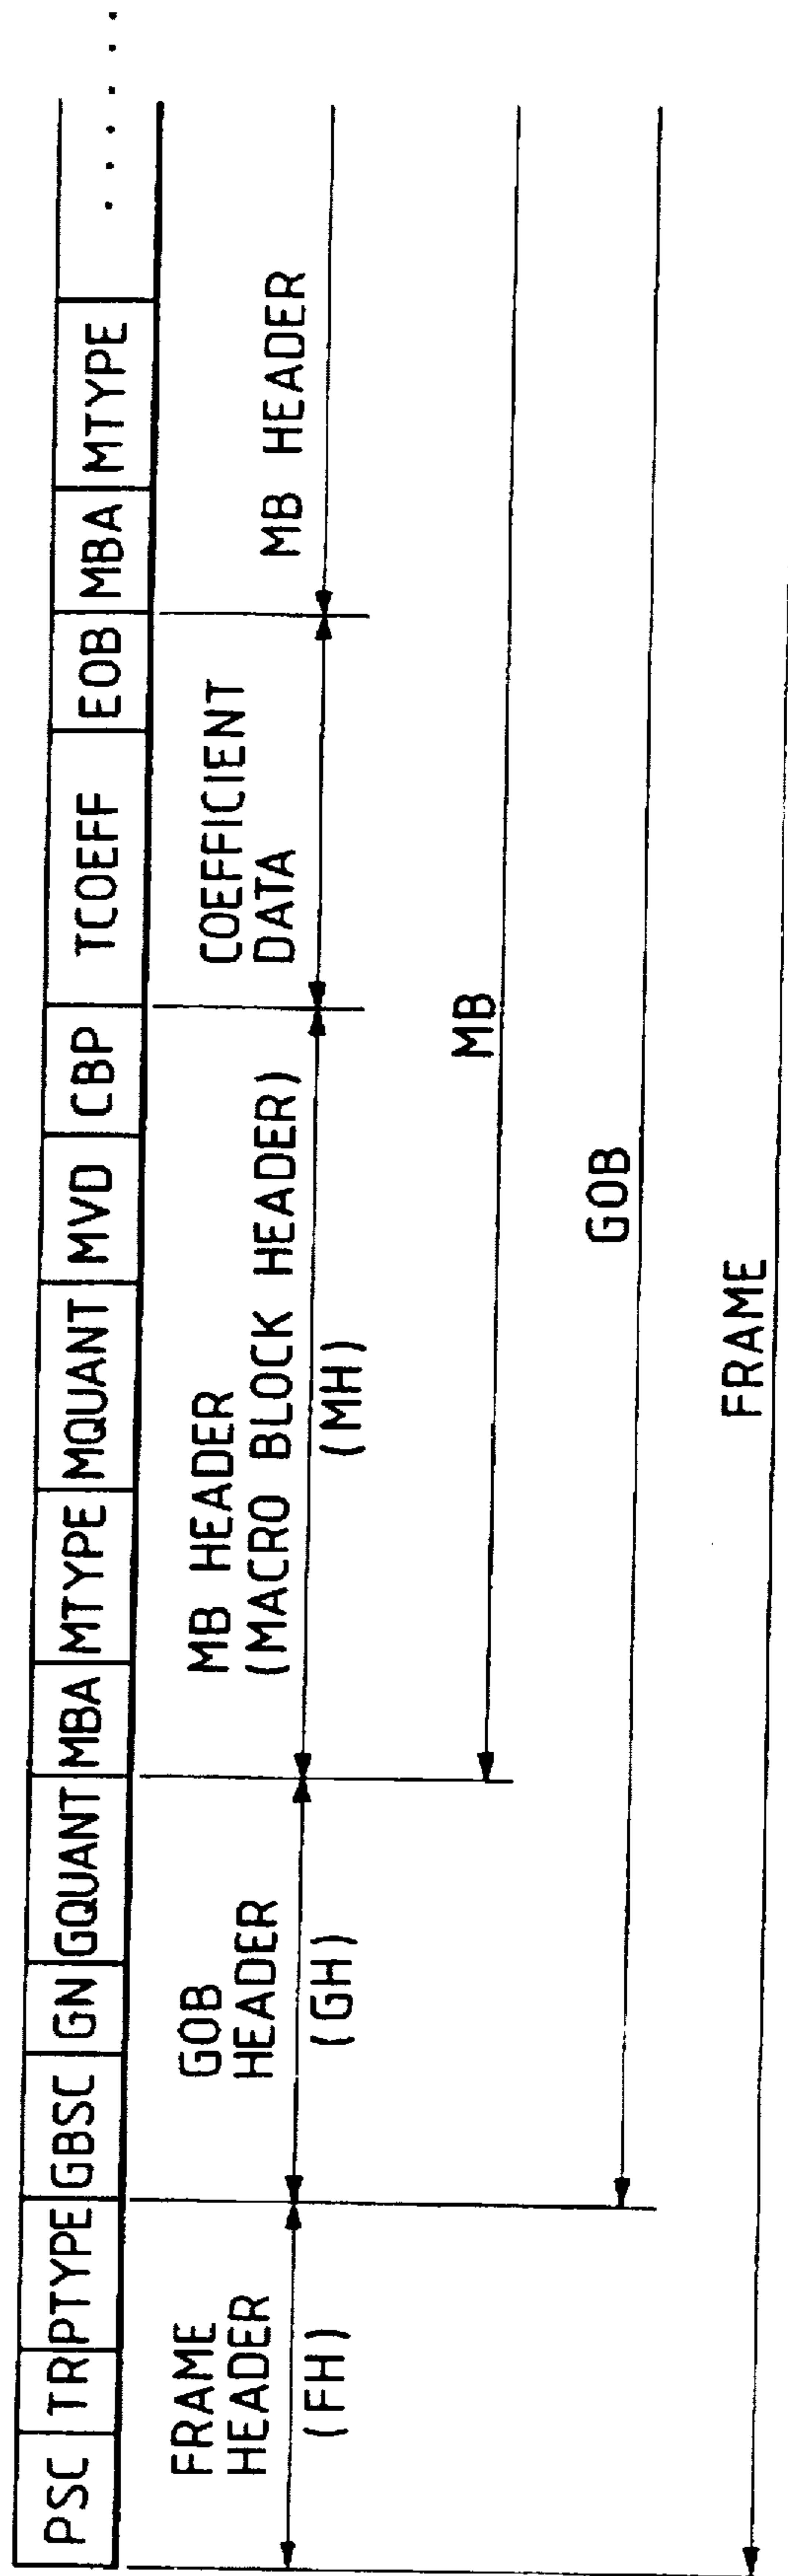 PSC TR PTYPE GBSC GN GQUANT MBA MTYPE MQUANT MVD CBP TCOEFF EOB MBA MTYPE ......
FRAME
HEADER
(FH)
GOB
HEADER
(GH)
MB HEADER
(MACRO BLOCK HEADER)
(MH)
COEFFICIENT
DATA
MB HEADER
MB
GOB
FRAME